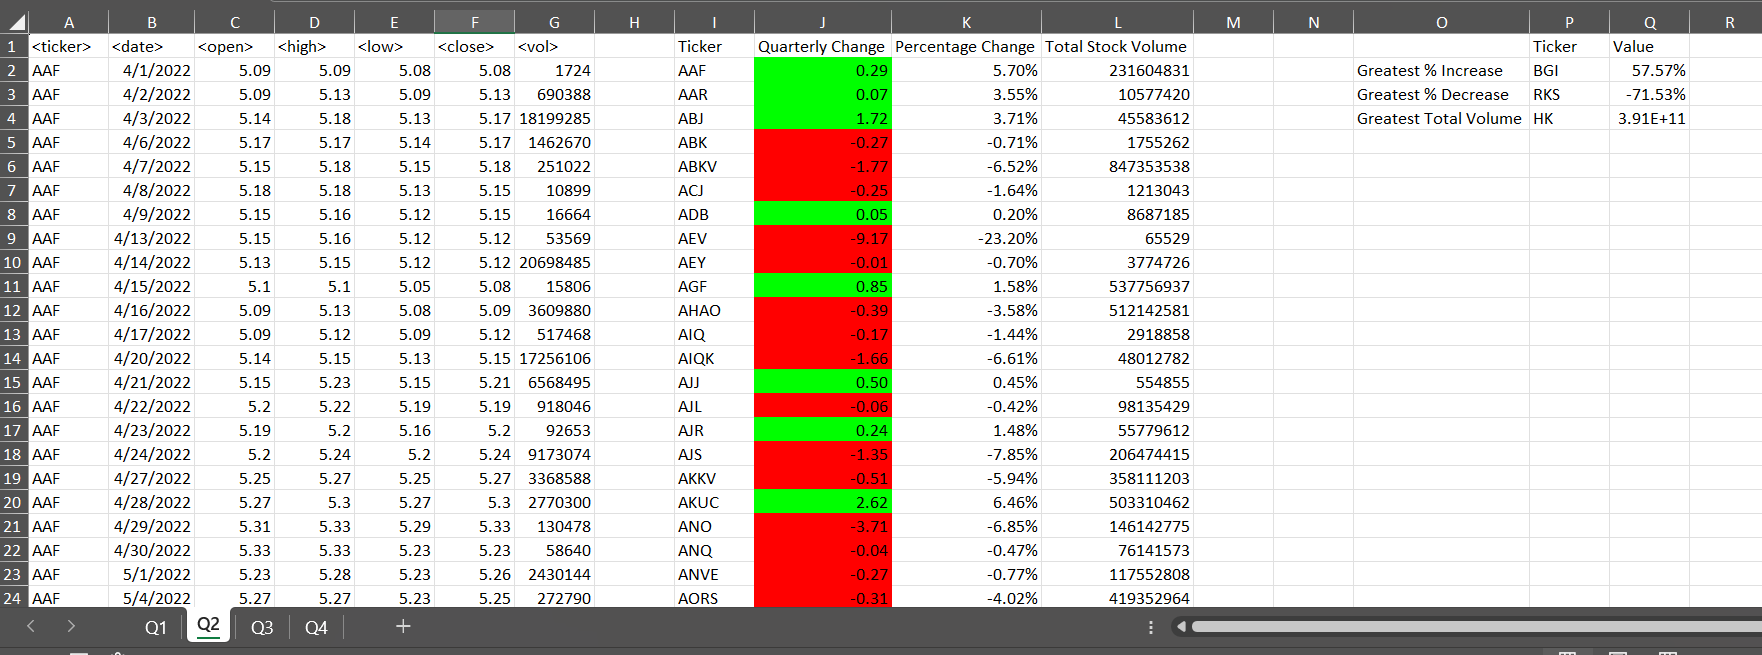 A B C D E F G H I J K L M N O P Q R
1 <ticker> <date> <open> <high> <low> <close> <vol> Ticker Quarterly Change Percentage Change Total Stock Volume Ticker Value
2 AAF 4/1/2022 5.09 5.09 5.08 5.08 1724 AAF 0.29 5.70% 231604831 Greatest % Increase BGI 57.57%
3 AAF 4/2/2022 5.09 5.13 5.09 5.13 690388 AAR 0.07 3.55% 10577420 Greatest % Decrease RKS -71.53%
4 AAF 4/3/2022 5.14 5.18 5.13 5.17 18199285 ABJ 1.72 3.71% 45583612 Greatest Total Volume HK 3.91E+11
5 AAF 4/6/2022 5.17 5.17 5.14 5.17 1462670 ABK -0.27 -0.71% 1755262
6 AAF 4/7/2022 5.15 5.18 5.15 5.18 251022 ABKV -1.77 -6.52% 847353538
7 AAF 4/8/2022 5.18 5.18 5.13 5.15 10899 ACJ -0.25 -1.64% 1213043
8 AAF 4/9/2022 5.15 5.16 5.12 5.15 16664 ADB 0.05 0.20% 8687185
9 AAF 4/13/2022 5.15 5.16 5.12 5.12 53569 AEV -9.17 -23.20% 65529
10 AAF 4/14/2022 5.13 5.15 5.12 5.12 20698485 AEY -0.01 -0.70% 3774726
11 AAF 4/15/2022 5.1 5.1 5.05 5.08 15806 AGF 0.85 1.58% 537756937
12 AAF 4/16/2022 5.09 5.13 5.08 5.09 3609880 AHAO -0.39 -3.58% 512142581
13 AAF 4/17/2022 5.09 5.12 5.09 5.12 517468 AIQ -0.17 -1.44% 2918858
14 AAF 4/20/2022 5.14 5.15 5.13 5.15 17256106 AIQK -1.66 -6.61% 48012782
15 AAF 4/21/2022 5.15 5.23 5.15 5.21 6568495 AJJ 0.50 0.45% 554855
16 AAF 4/22/2022 5.2 5.22 5.19 5.19 918046 AJL -0.06 -0.42% 98135429
17 AAF 4/23/2022 5.19 5.2 5.16 5.2 92653 AJR 0.24 1.48% 55779612
18 AAF 4/24/2022 5.2 5.24 5.2 5.24 9173074 AJS -1.35 -7.85% 206474415
19 AAF 4/27/2022 5.25 5.27 5.25 5.27 3368588 AKKV -0.51 -5.94% 358111203
20 AAF 4/28/2022 5.27 5.3 5.27 5.3 2770300 AKUC 2.62 6.46% 503310462
21 AAF 4/29/2022 5.31 5.33 5.29 5.33 130478 ANO -3.71 -6.85% 146142775
22 AAF 4/30/2022 5.33 5.33 5.23 5.23 58640 ANQ -0.04 -0.47% 76141573
23 AAF 5/1/2022 5.23 5.28 5.23 5.26 2430144 ANVE -0.27 -0.77% 117552808
24 AAF 5/4/2022 5.27 5.27 5.23 5.25 272790 AORS -0.31 -4.02% 419352964
Q1 Q2 Q3 Q4